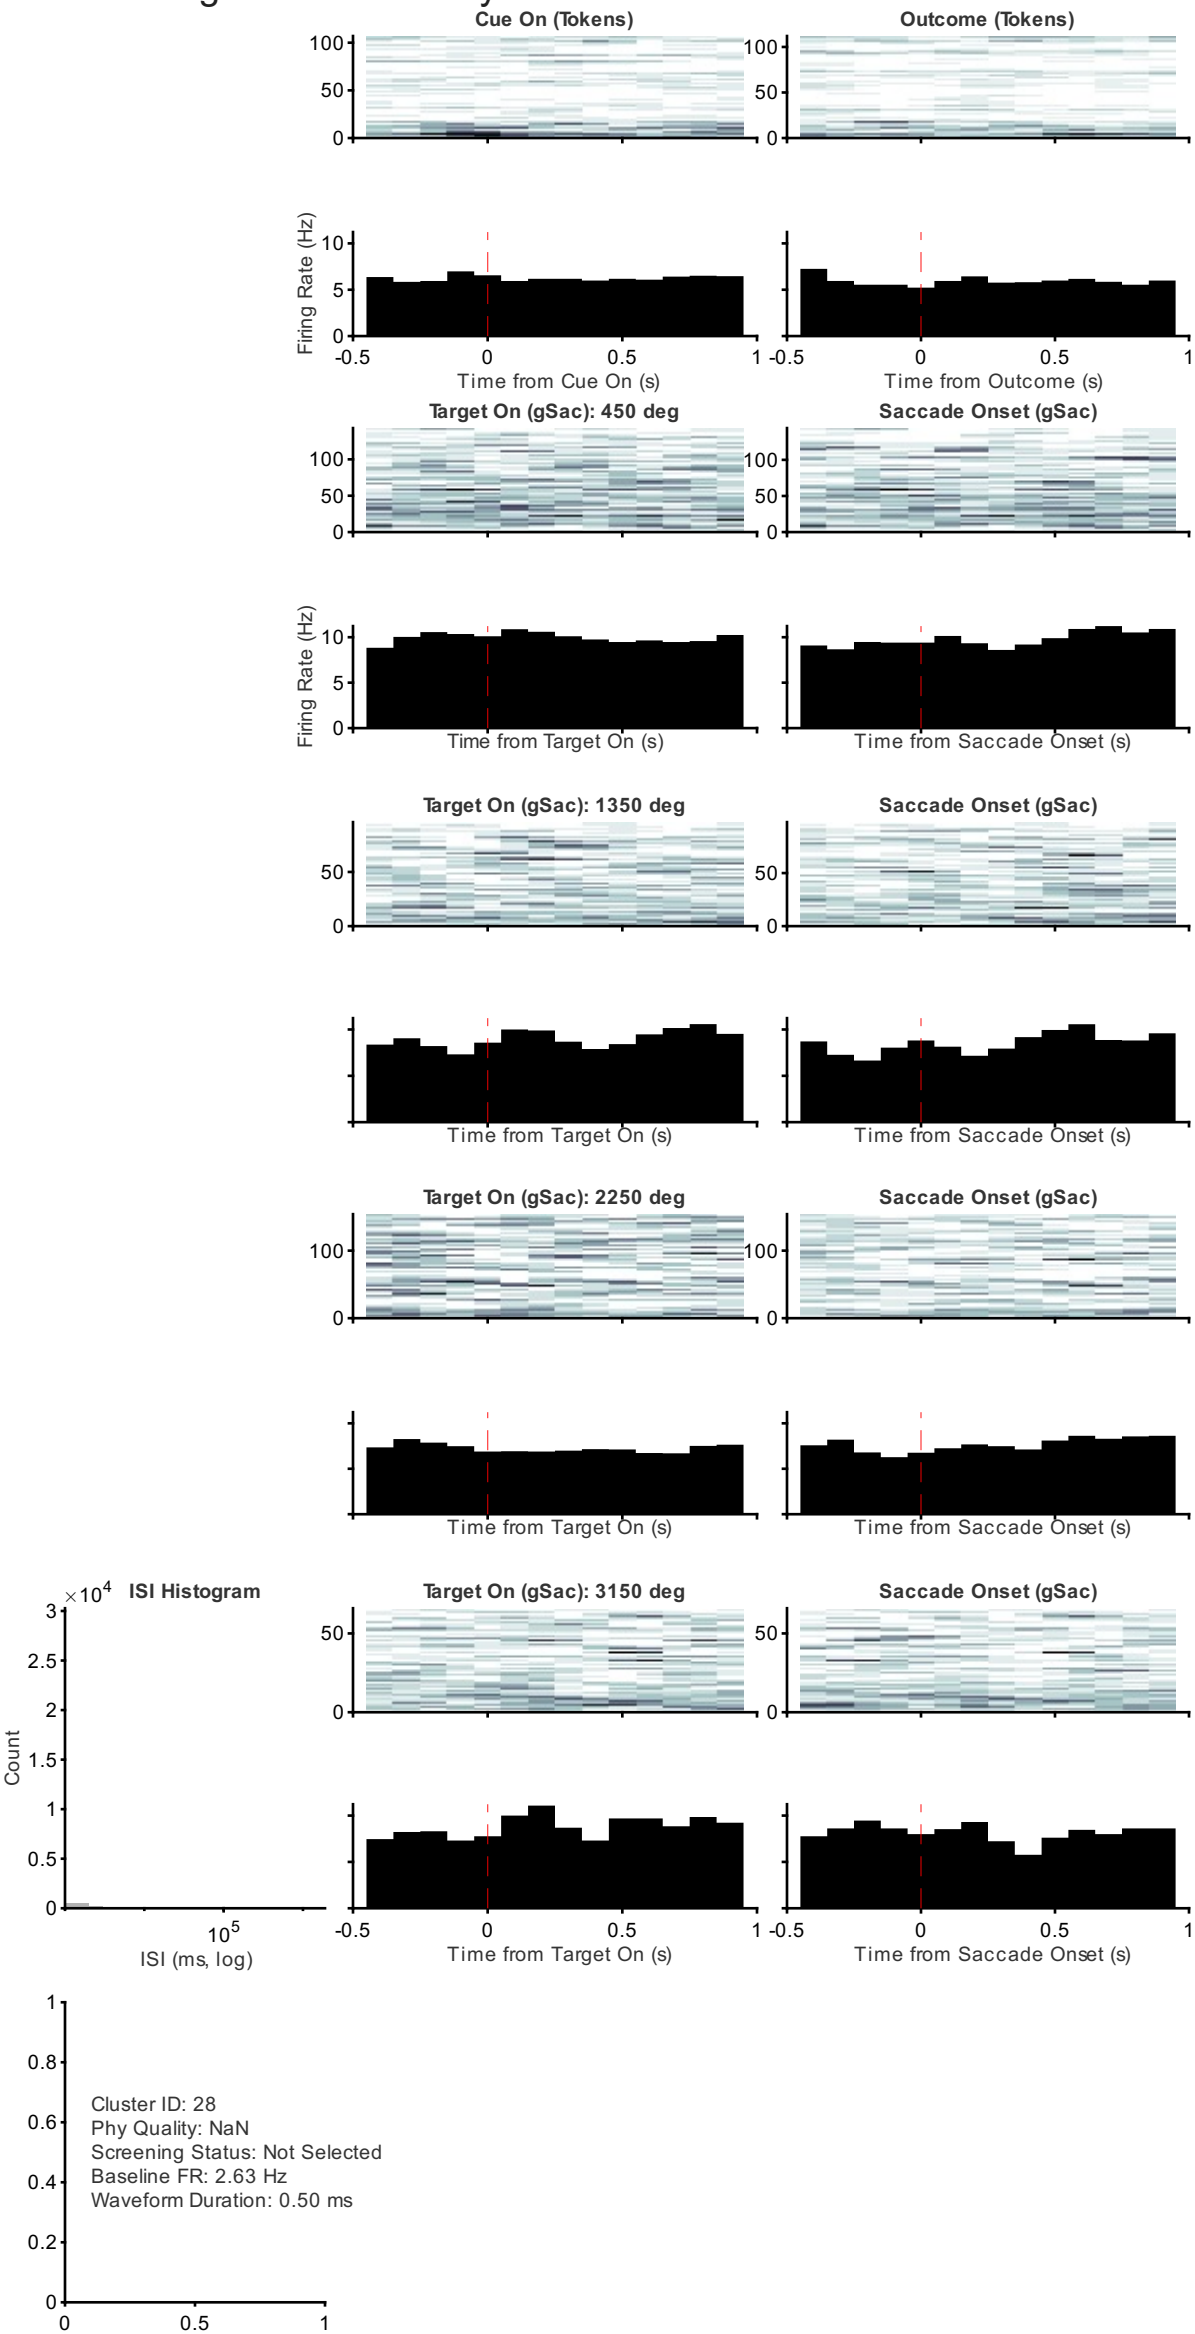 Cue On (Tokens)
Outcome (Tokens)
100
50
0
100
50
0
Firing Rate (Hz)
10
5
0
-0.5
0
0.5
1
-0.5
0
0.5
1
Time from Cue On (s)
Time from Outcome (s)
Target On (gSac): 450 deg
Saccade Onset (gSac)
100
50
0
100
50
0
Firing Rate (Hz)
10
5
0
Time from Target On (s)
Time from Saccade Onset (s)
Target On (gSac): 1350 deg
Saccade Onset (gSac)
50
0
50
0
Time from Target On (s)
Time from Saccade Onset (s)
Target On (gSac): 2250 deg
Saccade Onset (gSac)
100
0
100
0
Time from Target On (s)
Time from Saccade Onset (s)
×10^4
ISI Histogram
Target On (gSac): 3150 deg
Saccade Onset (gSac)
3
2.5
2
1.5
1
0.5
0
Count
10^5
ISI (ms, log)
50
0
50
0
-0.5
0
0.5
1
-0.5
0
0.5
1
Time from Target On (s)
Time from Saccade Onset (s)
1
0.8
0.6
0.4
0.2
0
Cluster ID: 28
Phy Quality: NaN
Screening Status: Not Selected
Baseline FR: 2.63 Hz
Waveform Duration: 0.50 ms
0
0.5
1